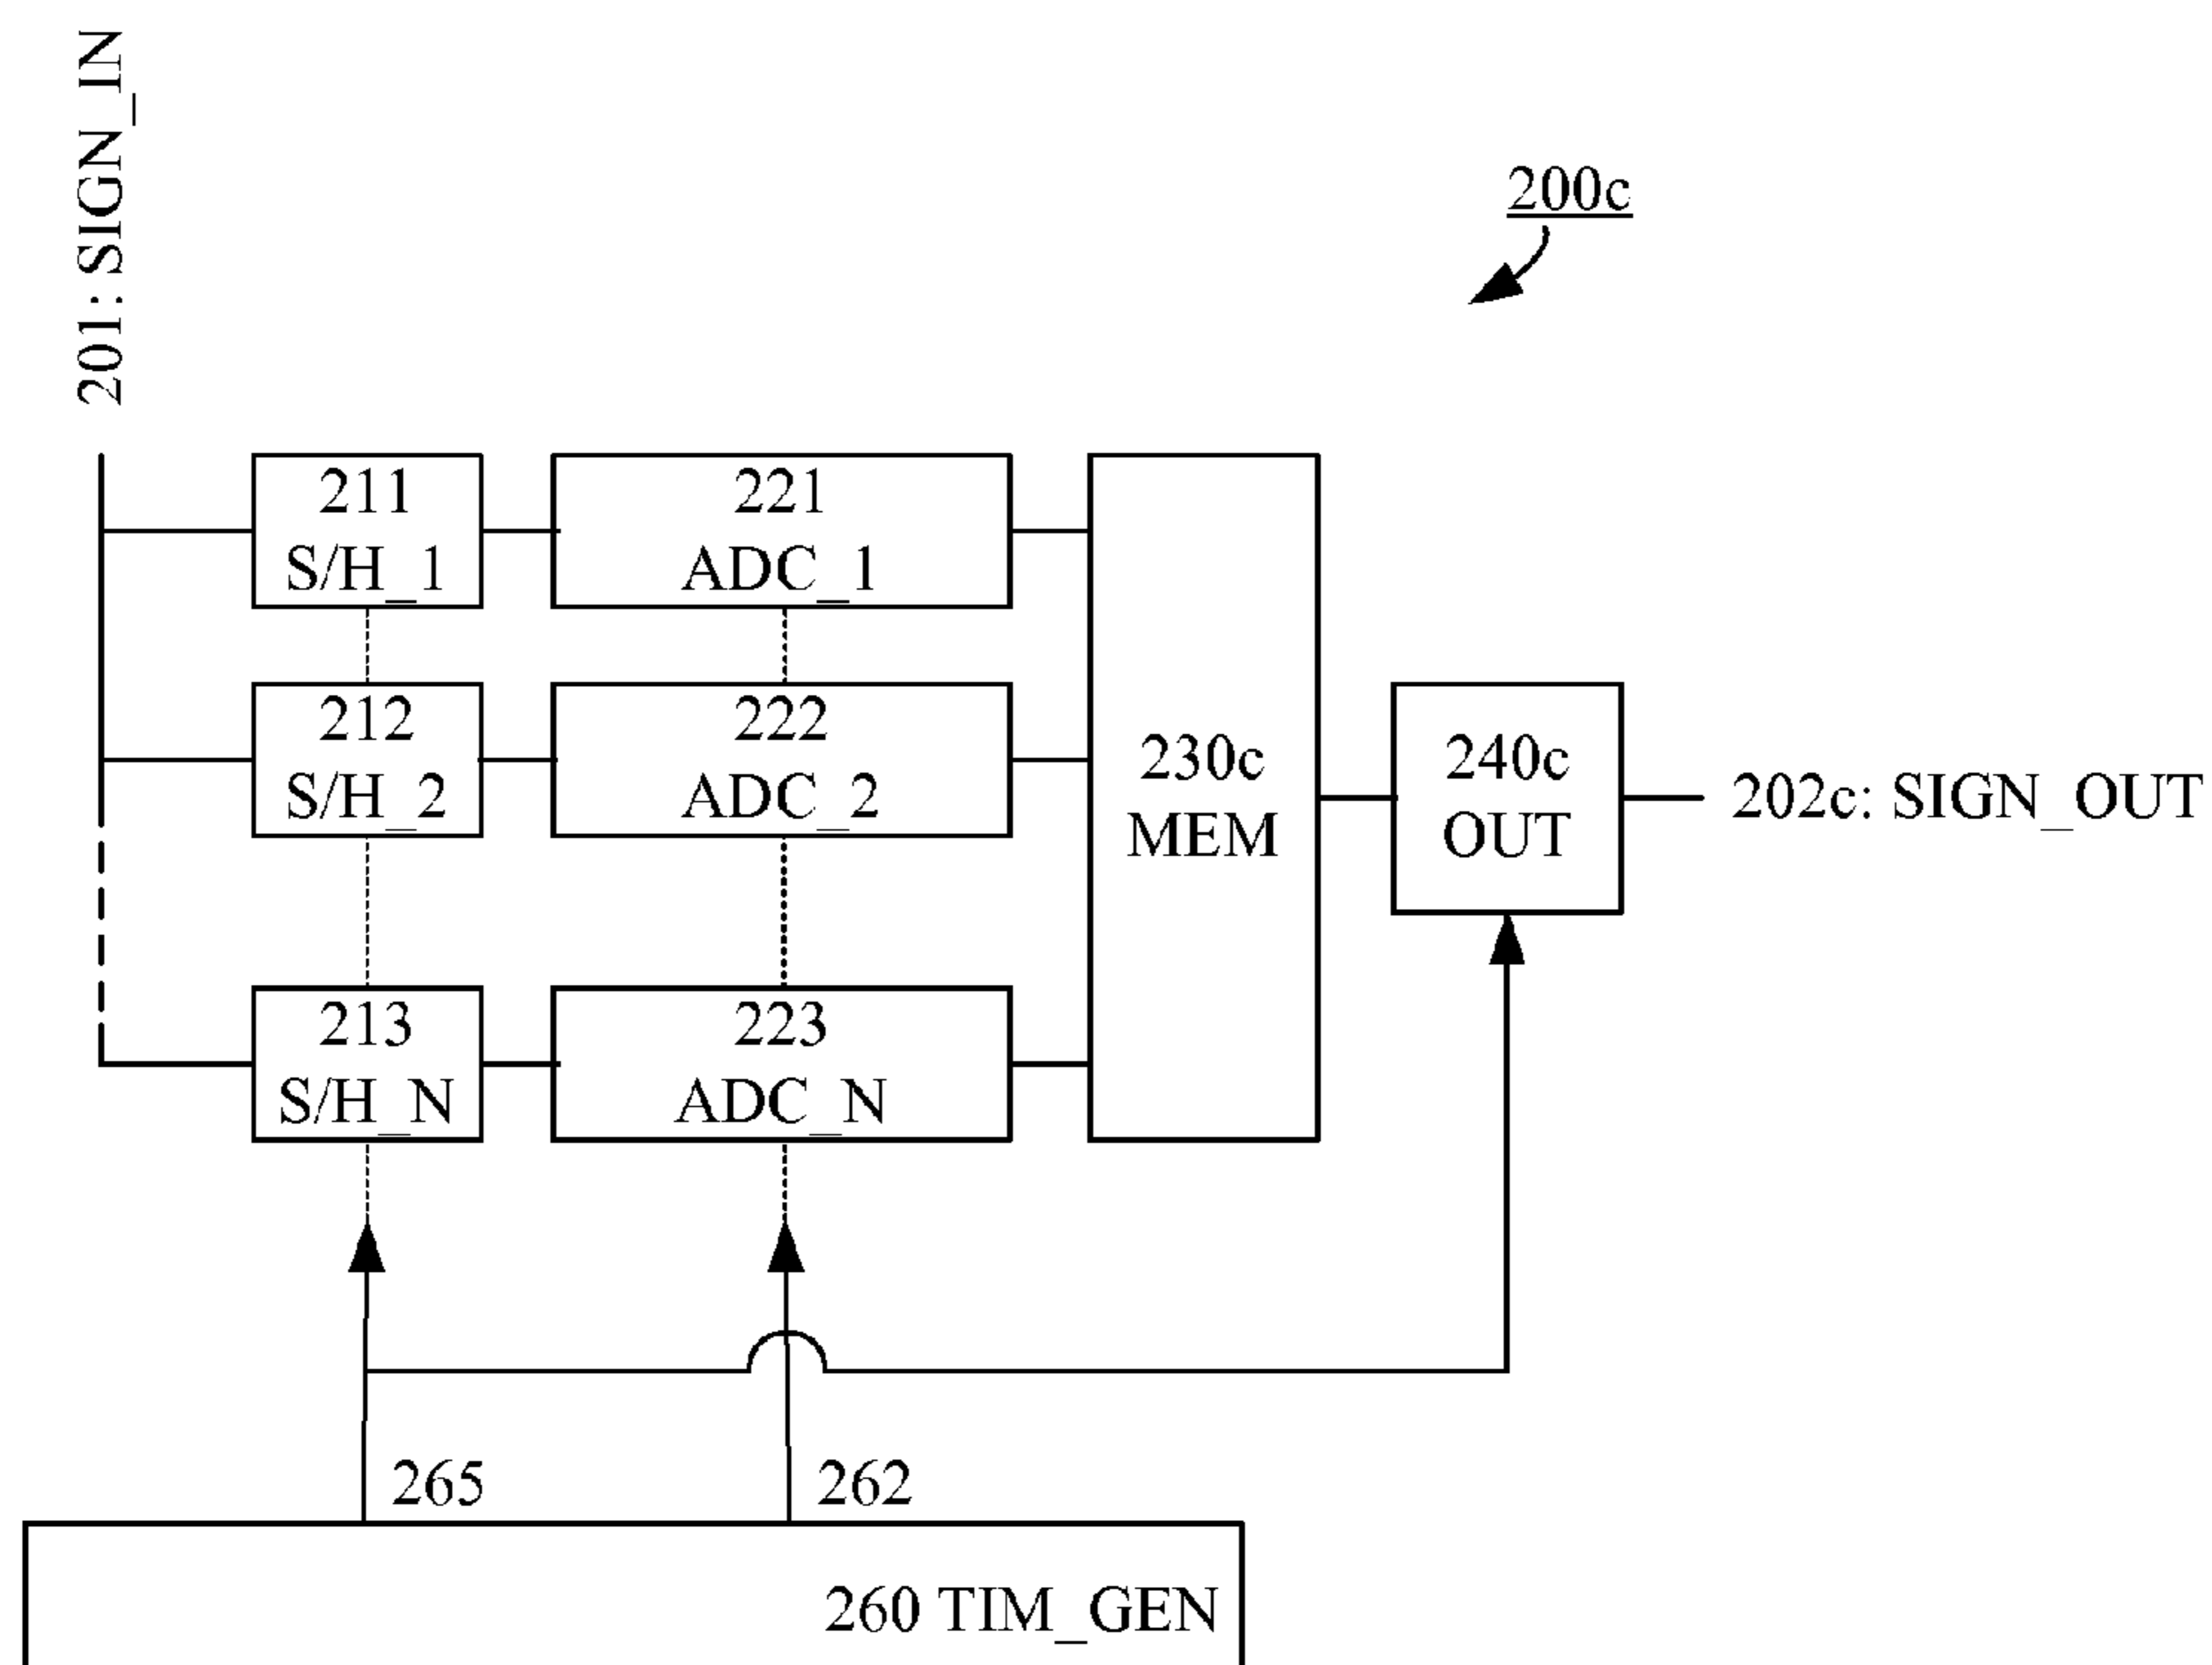 201: SIGN_IN
200c
211
S/H_1
221
ADC_1
212
S/H_2
222
ADC_2
230c
MEM
240c
OUT
202c: SIGN_OUT
213
S/H_N
223
ADC_N
265
262
260 TIM_GEN